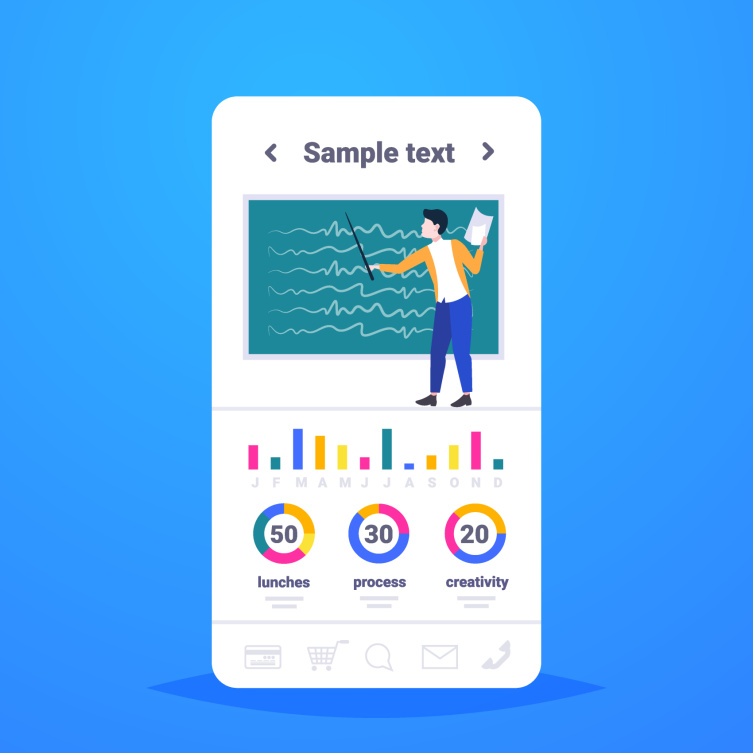 Sample text
J F M A M J J A S O N D
50 30 20
lunches process creativity